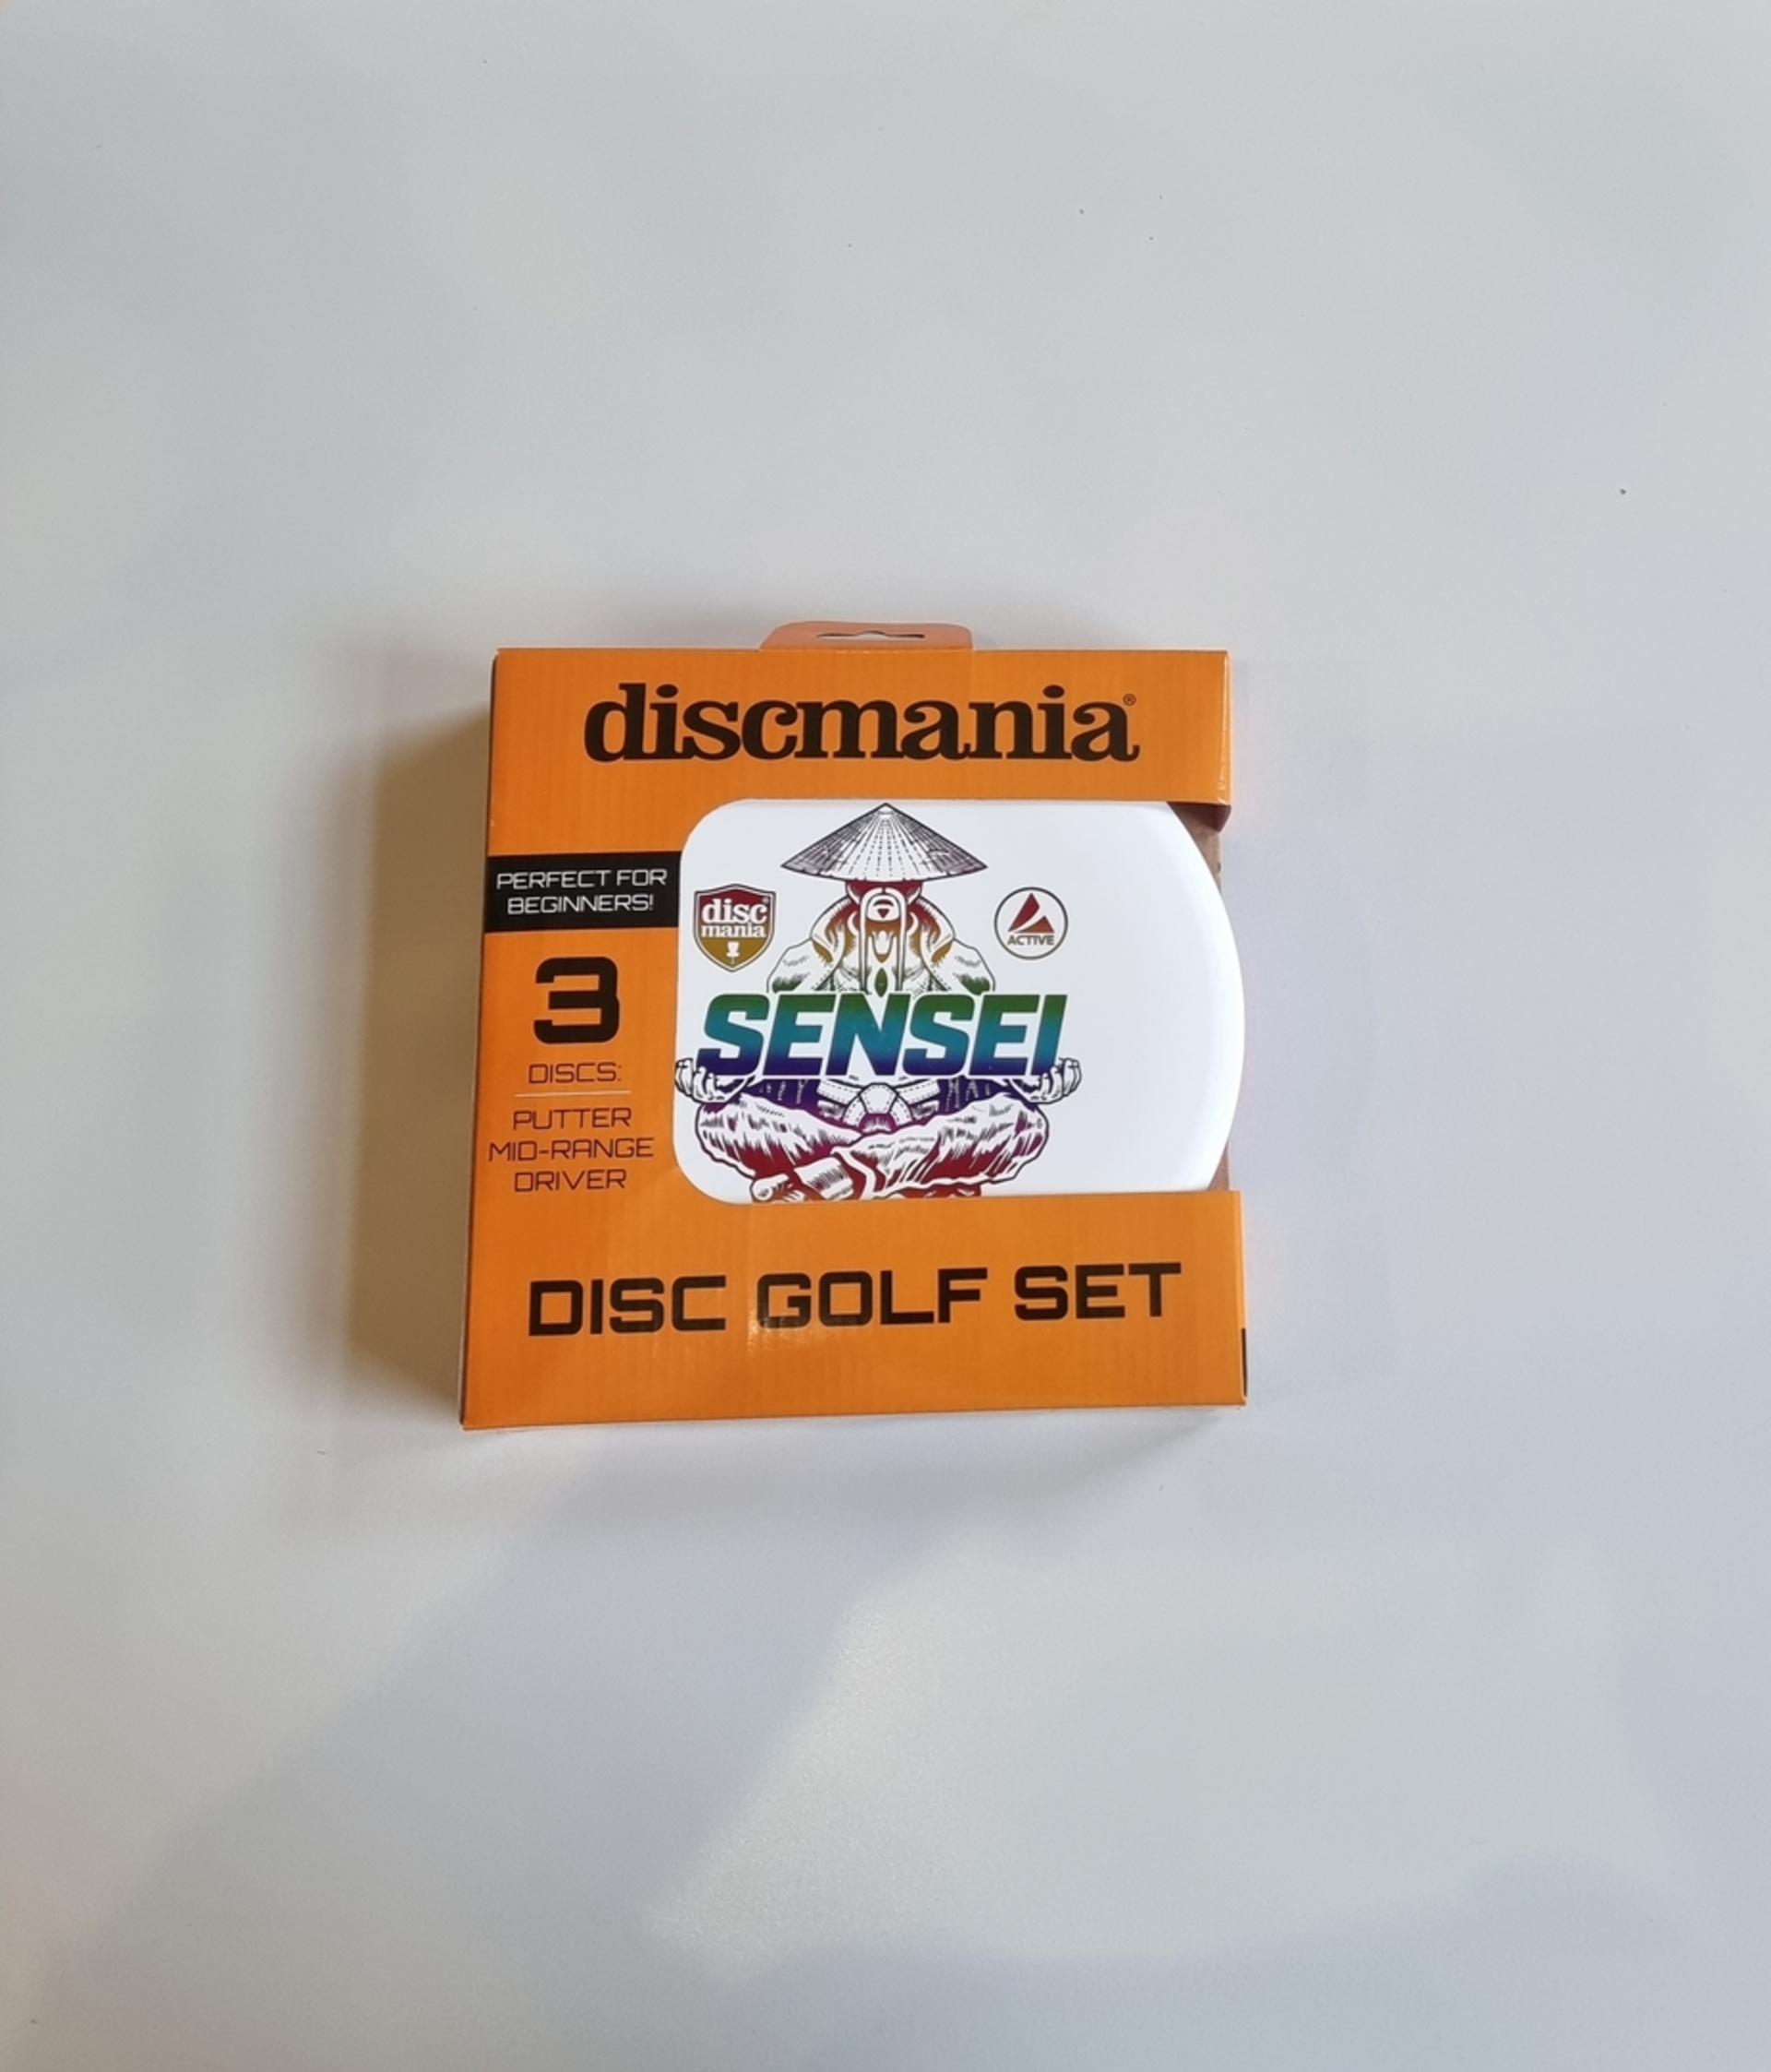 discmania®
PERFECT FOR
BEGINNERS!
3
DISCS:
PUTTER
MID-RANGE
DRIVER
disc
mania
ACTIVE
SENSEI
DISC GOLF SET